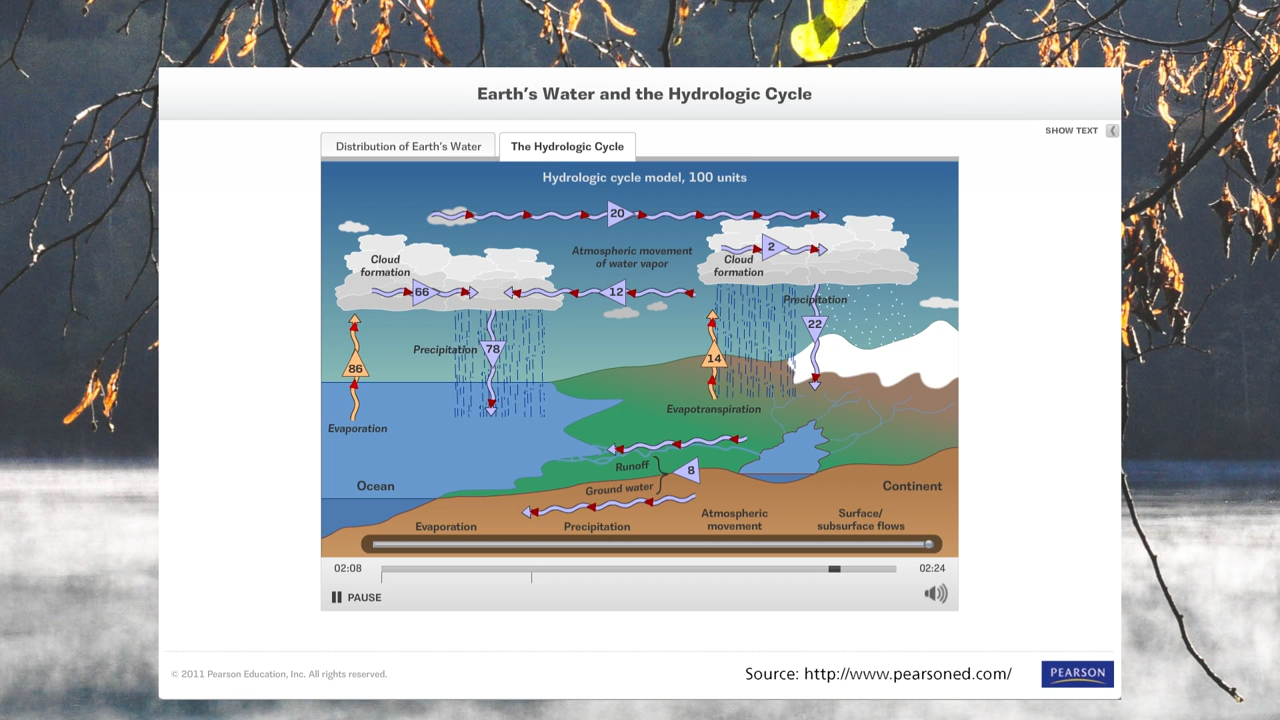 Earth's Water and the Hydrologic Cycle
SHOW TEXT
Distribution of Earth's Water
The Hydrologic Cycle
Hydrologic cycle model, 100 units
20
2
Atmospheric movement
of water vapor
Cloud
formation
Cloud
formation
66
12
Precipitation
22
Precipitation
78
86
14
Evapotranspiration
Evaporation
Runoff
8
Ground water
Ocean
Continent
Evaporation
Precipitation
Atmospheric
movement
Surface/
subsurface flows
02:08
02:24
PAUSE
© 2011 Pearson Education, Inc. All rights reserved.
Source: http://www.pearsoned.com/
PEARSON